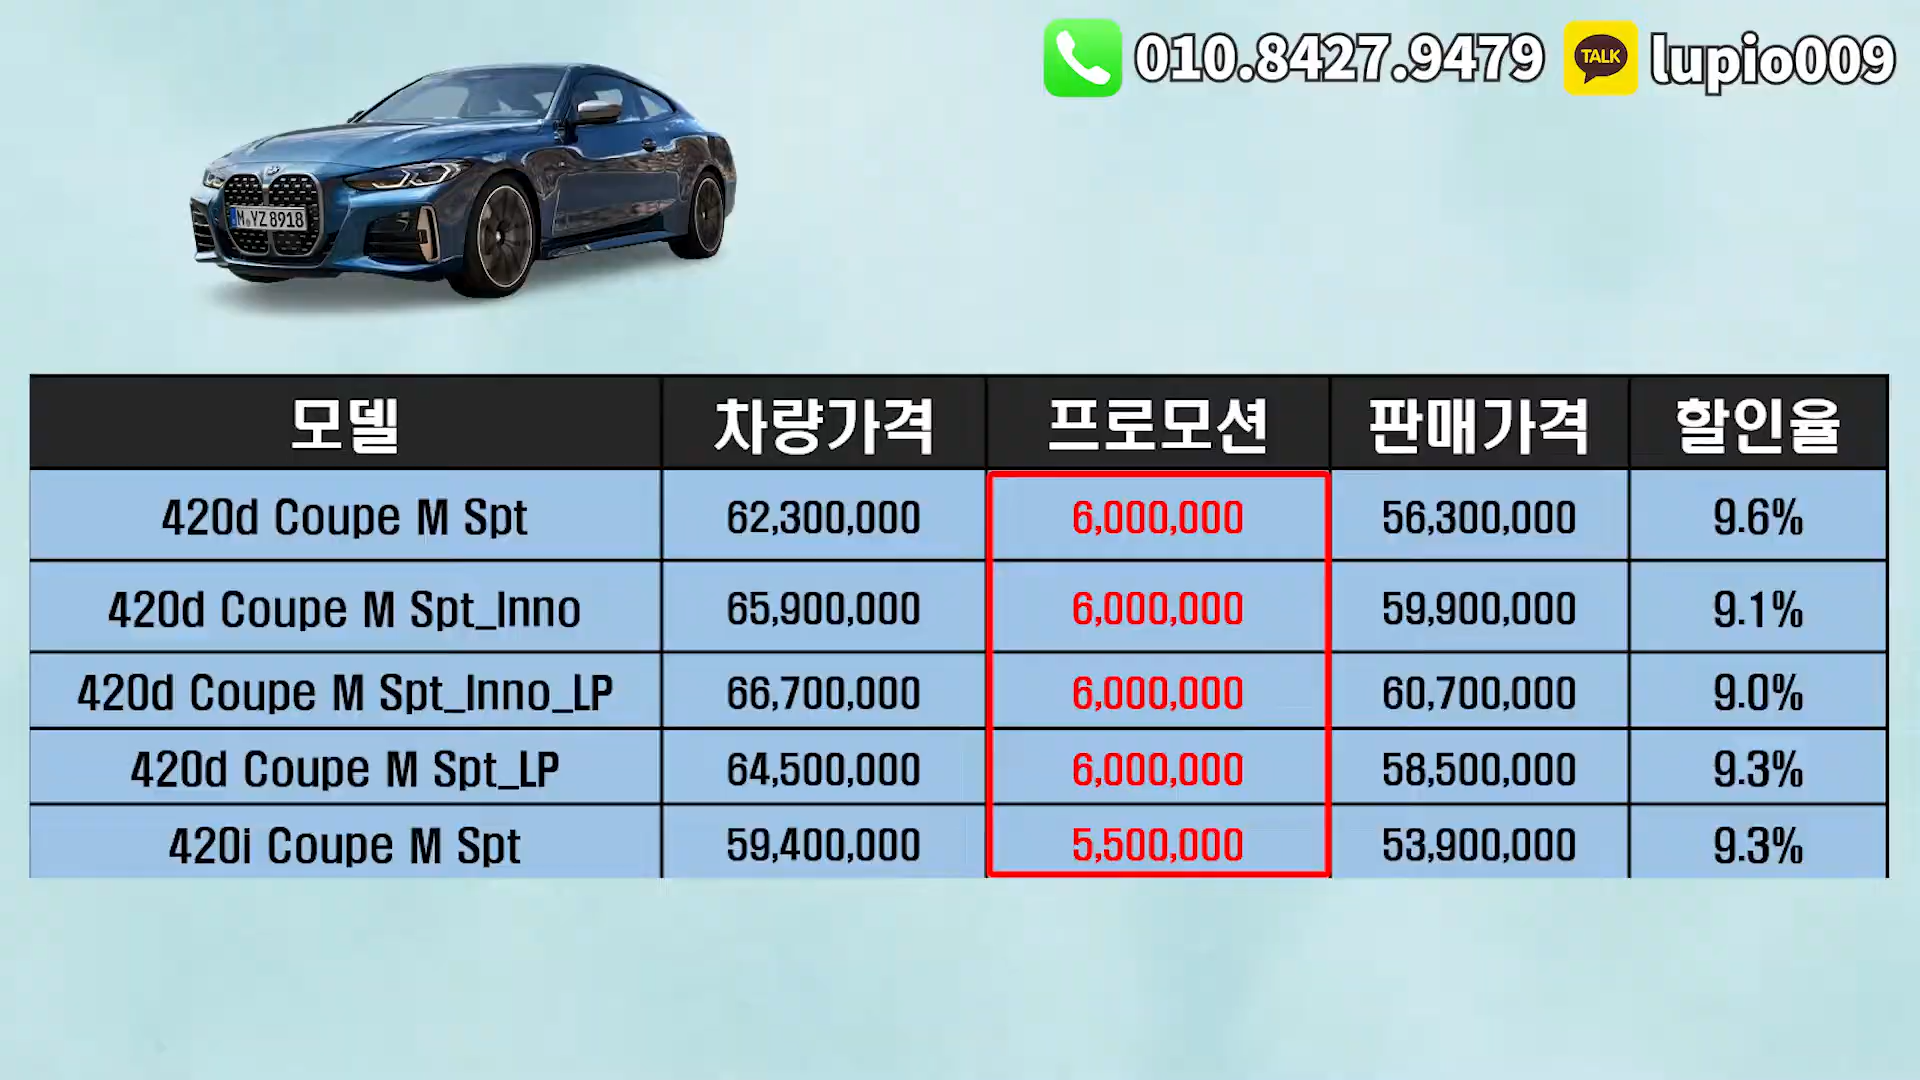 010.8427.9479 TALK lupio009
M YZ 8918
모델 차량가격 프로모션 판매가격 할인율
420d Coupe M Spt 62,300,000 6,000,000 56,300,000 9.6%
420d Coupe M Spt_Inno 65,900,000 6,000,000 59,900,000 9.1%
420d Coupe M Spt_Inno_LP 66,700,000 6,000,000 60,700,000 9.0%
420d Coupe M Spt_LP 64,500,000 6,000,000 58,500,000 9.3%
420i Coupe M Spt 59,400,000 5,500,000 53,900,000 9.3%